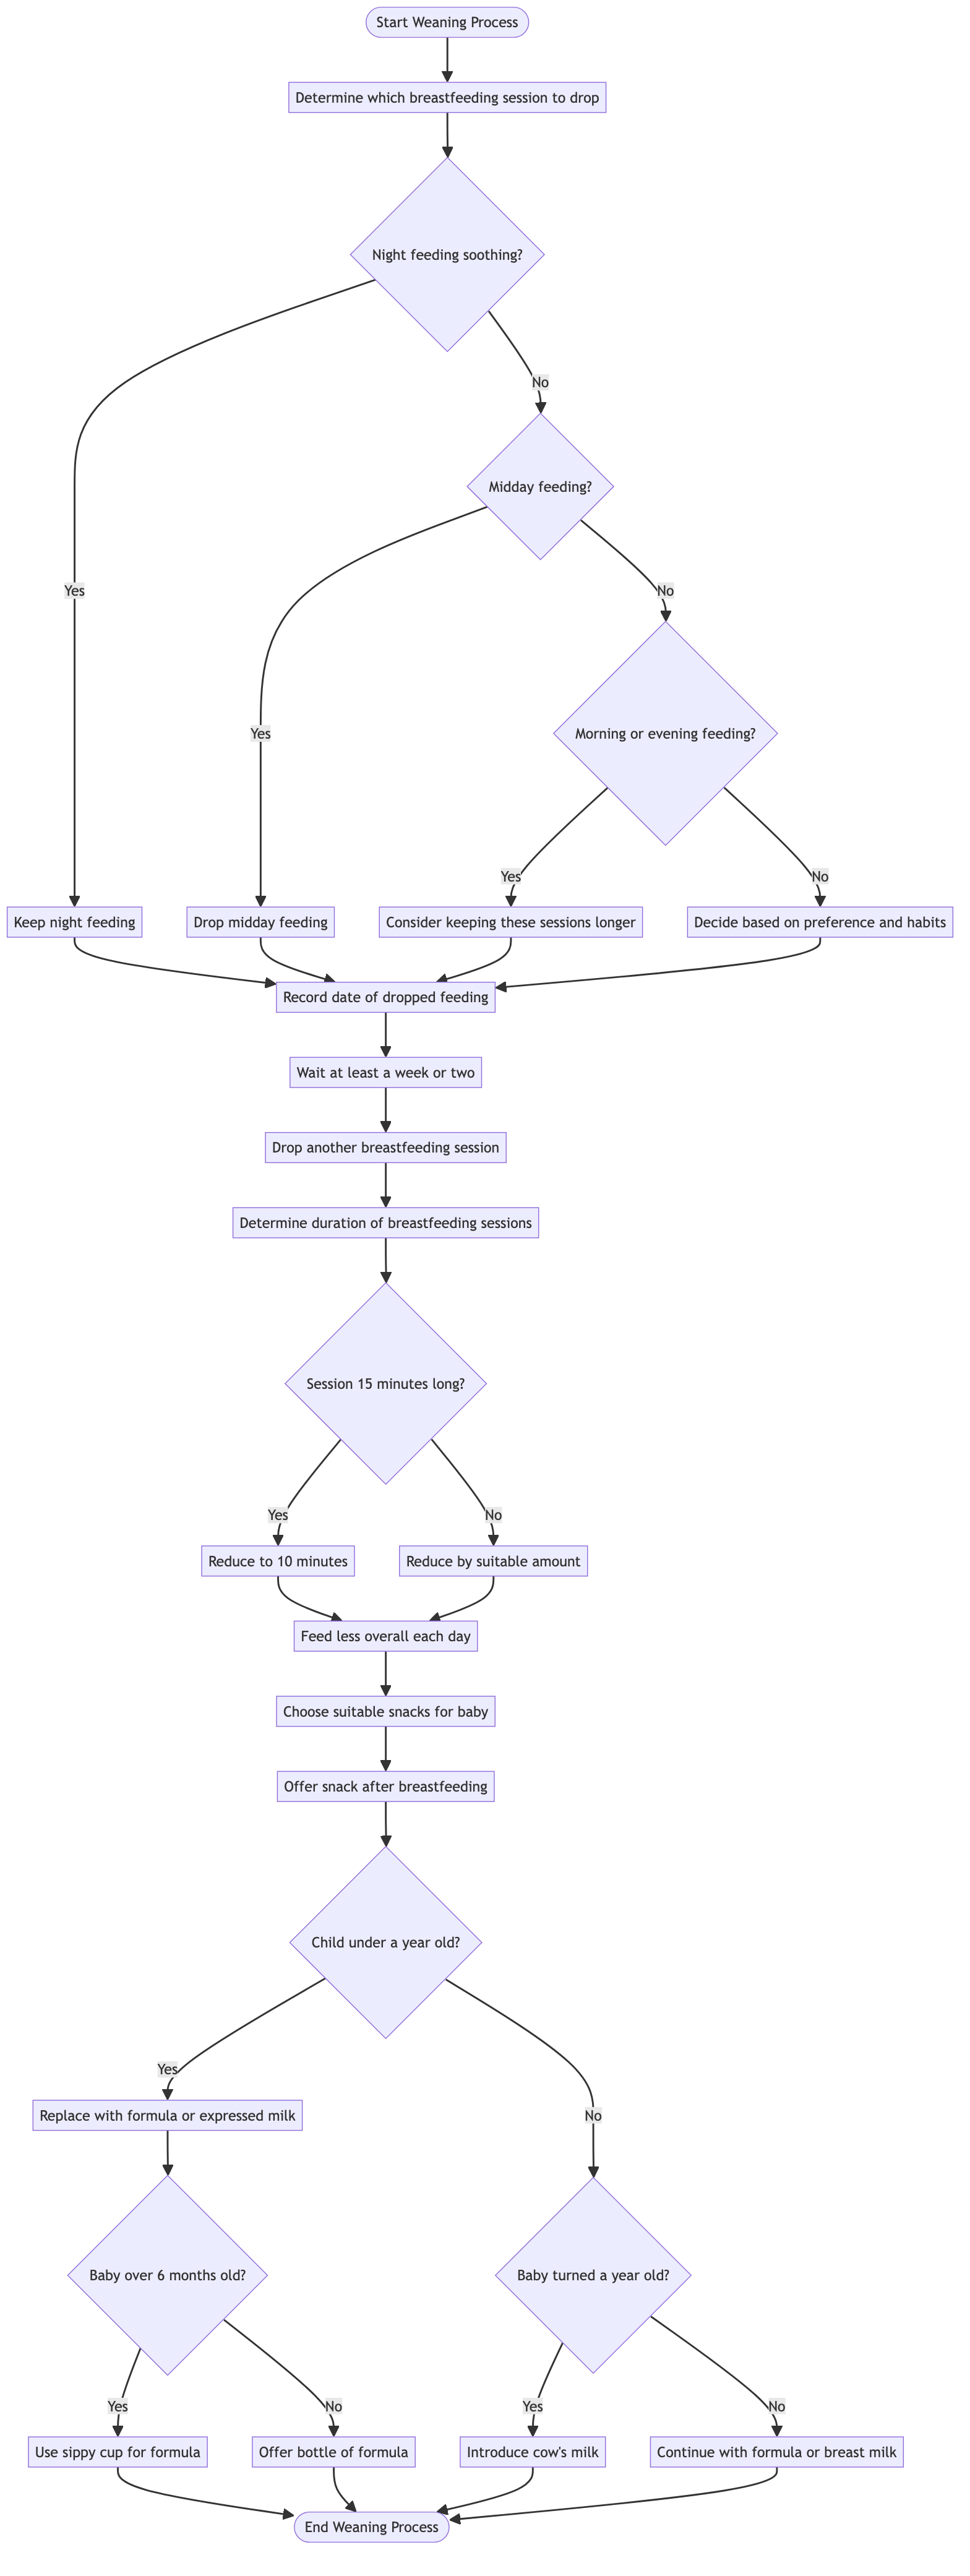 Start Weaning Process
Determine which breastfeeding session to drop
Night feeding soothing?
No
Midday feeding?
Yes
No
Yes
Morning or evening feeding?
Yes
No
Keep night feeding
Drop midday feeding
Consider keeping these sessions longer
Decide based on preference and habits
Record date of dropped feeding
Wait at least a week or two
Drop another breastfeeding session
Determine duration of breastfeeding sessions
Session 15 minutes long?
Yes
No
Reduce to 10 minutes
Reduce by suitable amount
Feed less overall each day
Choose suitable snacks for baby
Offer snack after breastfeeding
Child under a year old?
Yes
No
Replace with formula or expressed milk
Baby over 6 months old?
Baby turned a year old?
Yes
No
Yes
No
Use sippy cup for formula
Offer bottle of formula
Introduce cow's milk
Continue with formula or breast milk
End Weaning Process